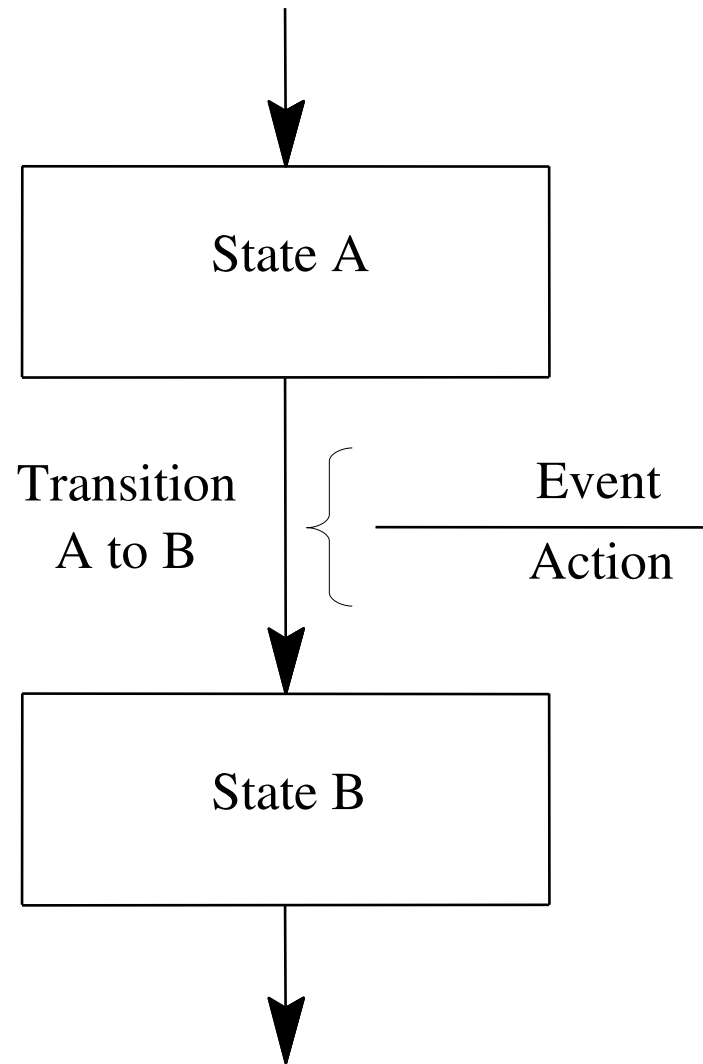 State A
Transition
A to B
Event
Action
State B